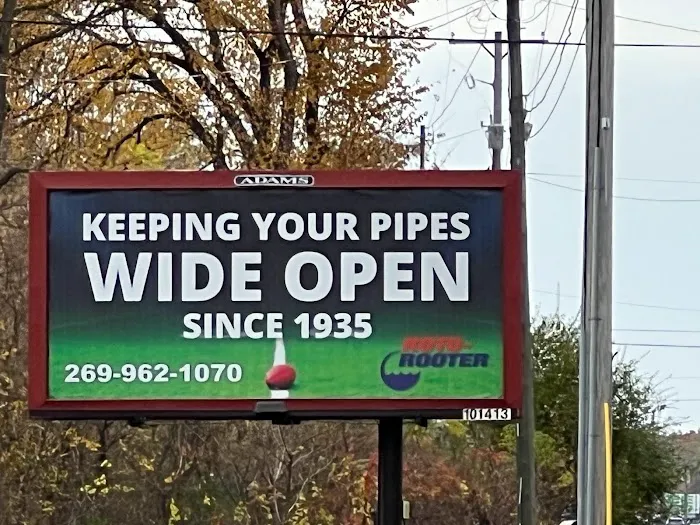 ADAMS
KEEPING YOUR PIPES
WIDE OPEN
SINCE 1935
269-962-1070
ROTO-
ROOTER
101413